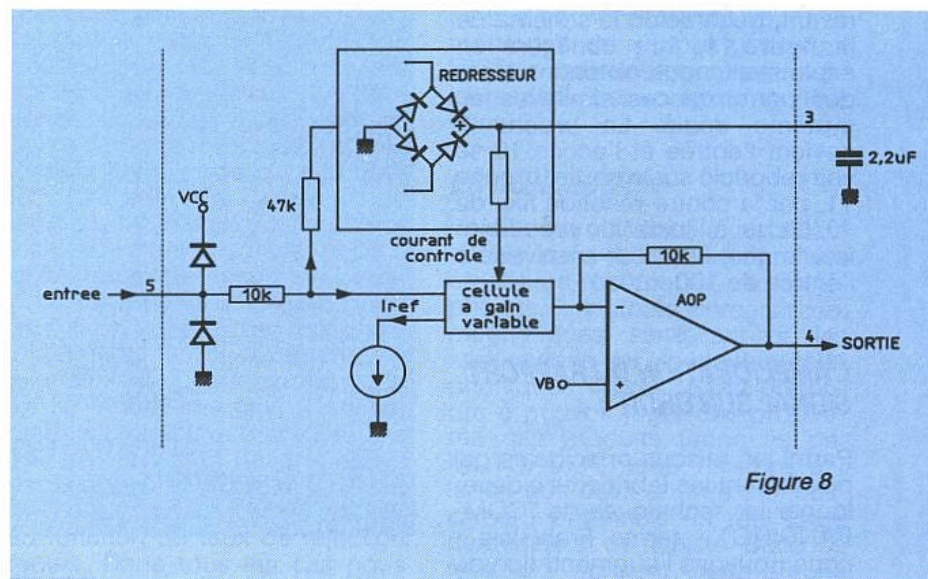 REDRESSEUR
3
2,2uF
VCC
47k
courant de
controle
10k
entree
5
10k
Iref
cellule
a gain
variable
AOP
-
+
VB
4
SORTIE
Figure 8